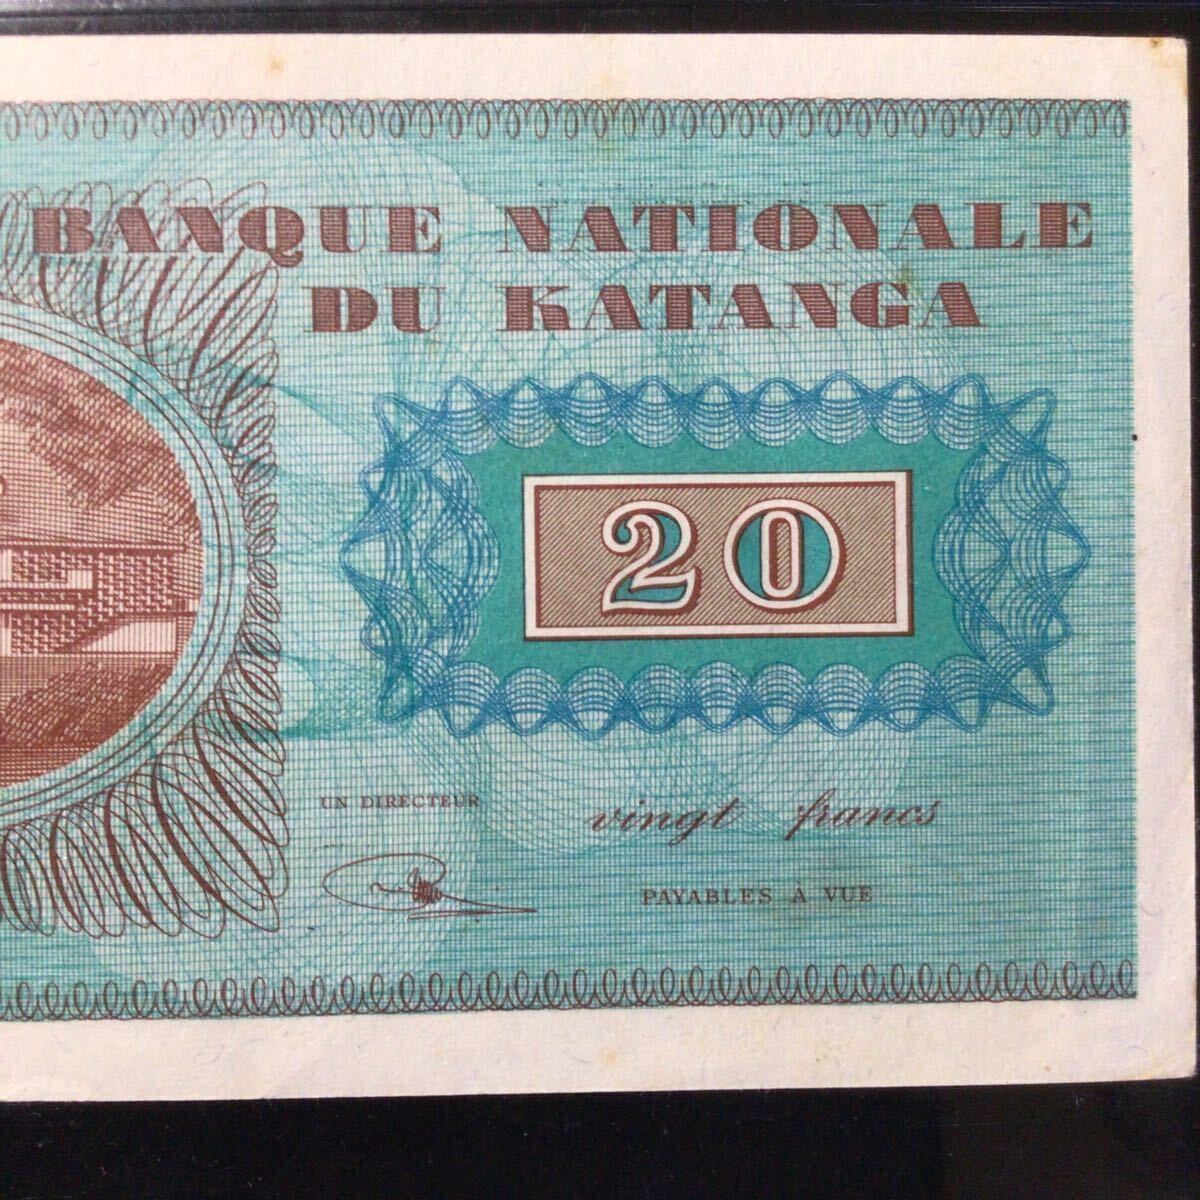 BANQUE NATIONALE
DU KATANGA
20
UN DIRECTEUR
vingt francs
PAYABLES À VUE